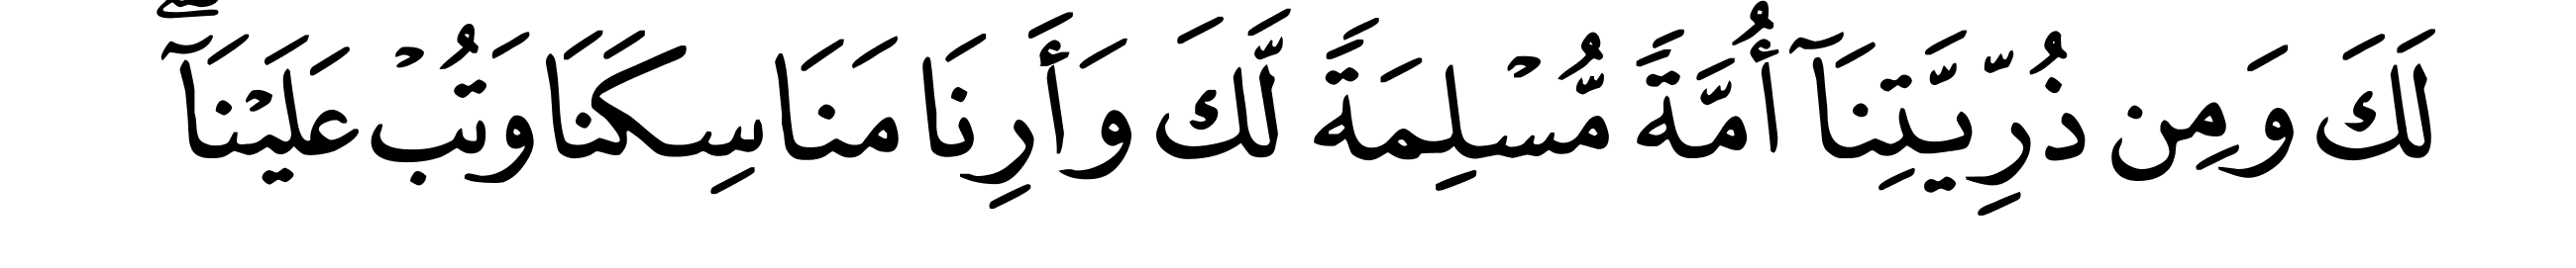 لَكَ وَمِن ذُرِّيَّتِنَآ أُمَّةً مُّسۡلِمَةً لَّكَ وَأَرِنَا مَنَاسِكَنَا وَتُبۡ عَلَيۡنَآۖ